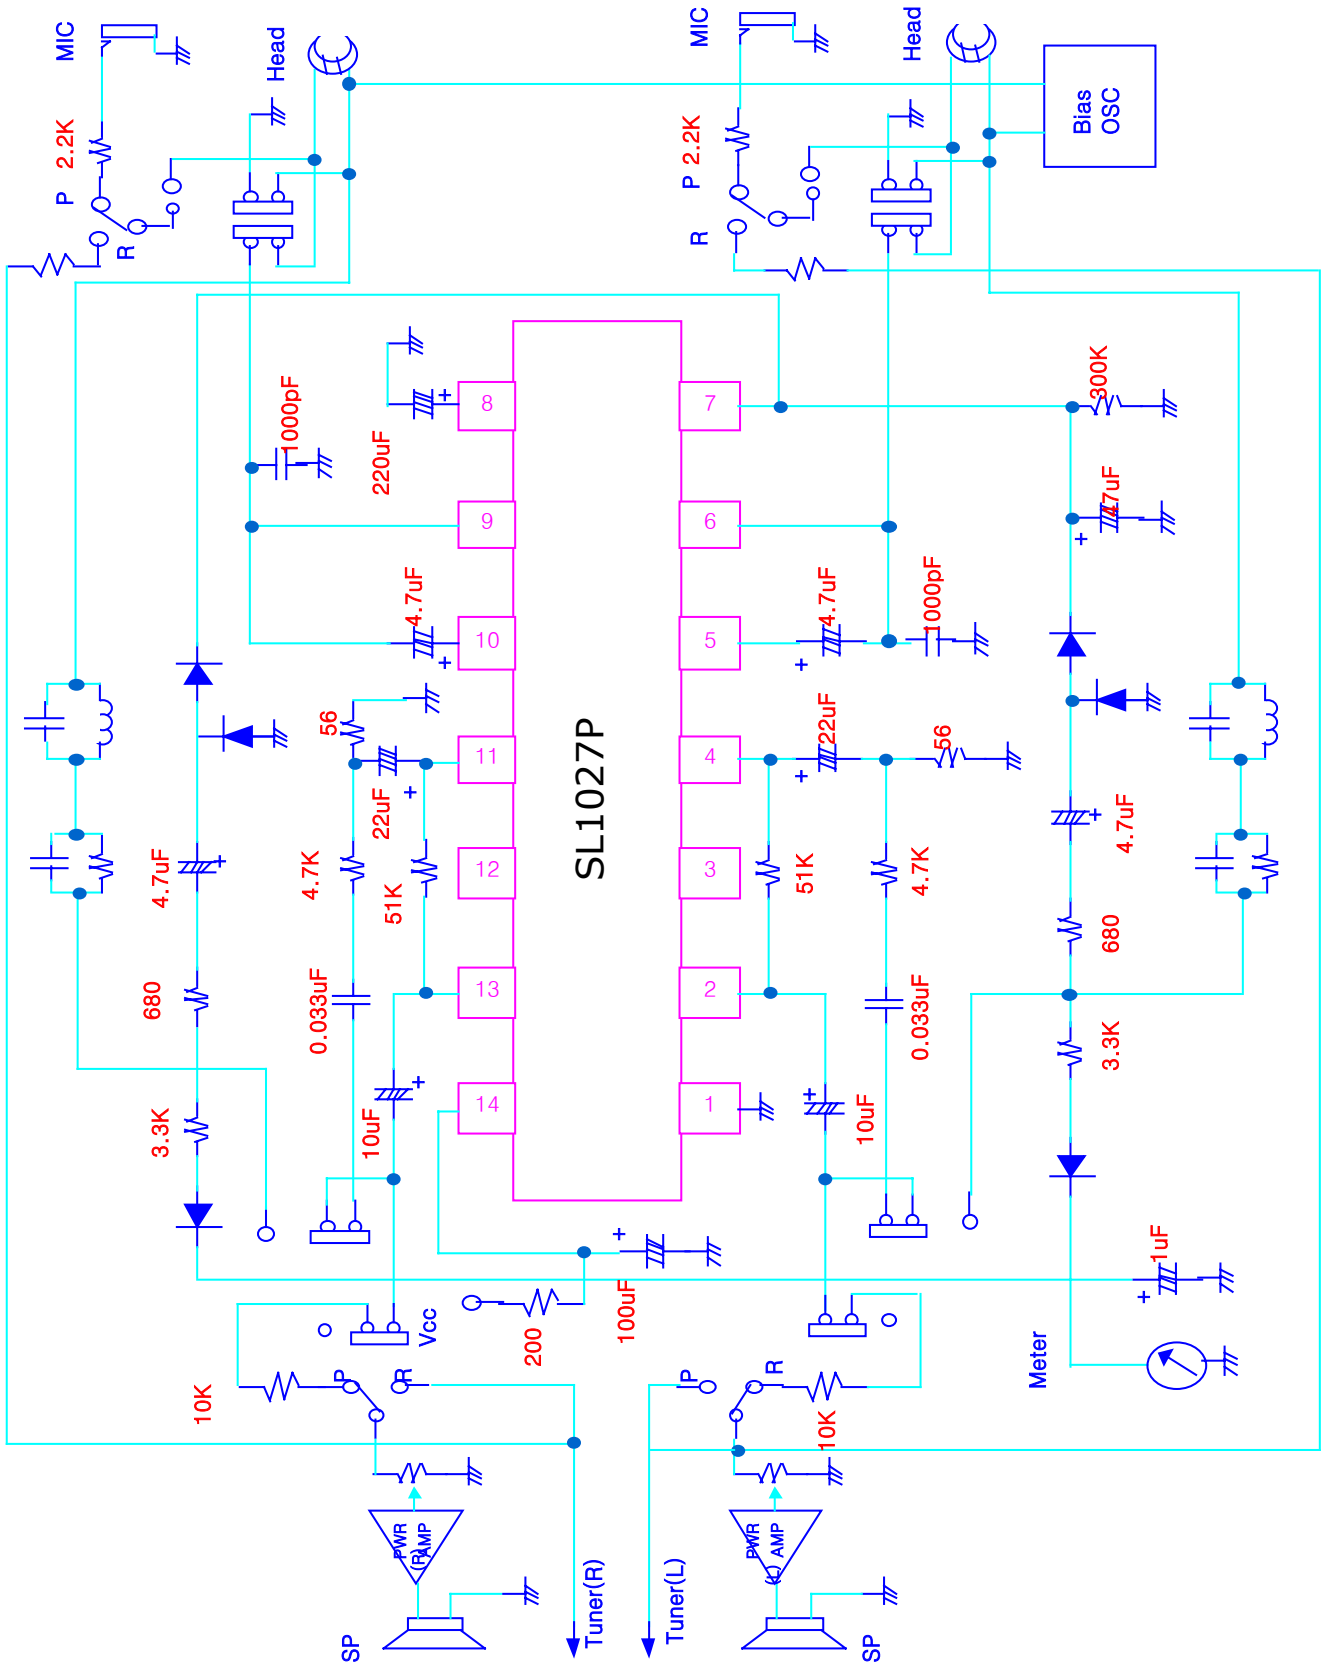 MIC
Head
2.2K
P
R
MIC
Head
2.2K
P
R
Bias
OSC
1000pF
220uF
8
7
300K
9
6
47uF
4.7uF
10
5
4.7uF
1000pF
56
22uF
11
4
22uF
56
SL1027P
4.7uF
4.7K
51K
12
3
51K
4.7K
4.7uF
680
0.033uF
13
2
0.033uF
680
3.3K
3.3K
10uF
14
1
10uF
1uF
Vcc
200
100uF
Meter
10K
P
R
P
R
10K
PWR
AMP
(R)
PWR
AMP
(L)
SP
Tuner(R)
Tuner(L)
SP